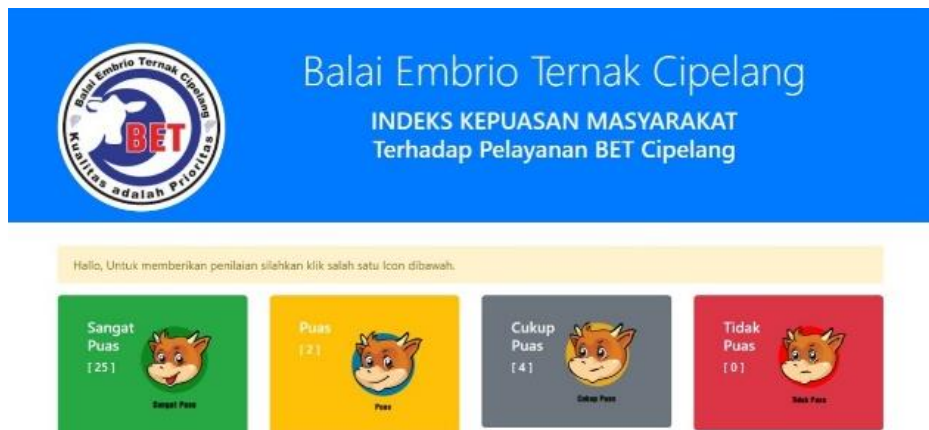 Balai Embrio Ternak Cipelang
BET
Kualitas adalah Prioritas
Balai Embrio Ternak Cipelang
INDEKS KEPUASAN MASYARAKAT
Terhadap Pelayanan BET Cipelang
Hallo, Untuk memberikan penilaian silahkan klik salah satu Icon dibawah.
Sangat
Puas
[ 25 ]
Sangat Puas
Puas
[ 2 ]
Puas
Cukup
Puas
[ 4 ]
Cukup Puas
Tidak
Puas
[ 0 ]
Tidak Puas